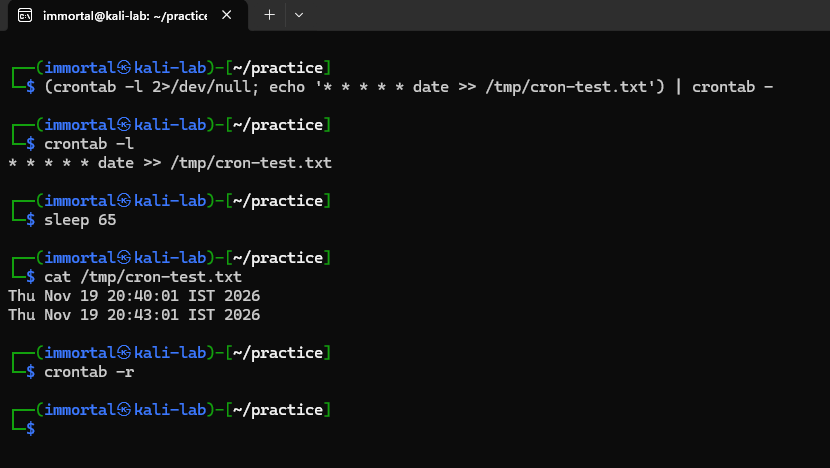 immortal@kali-lab: ~/practice
┌──(immortal㉿kali-lab)-[~/practice]
└─$ (crontab -l 2>/dev/null; echo '* * * * * date >> /tmp/cron-test.txt') | crontab -
┌──(immortal㉿kali-lab)-[~/practice]
└─$ crontab -l
* * * * * date >> /tmp/cron-test.txt
┌──(immortal㉿kali-lab)-[~/practice]
└─$ sleep 65
┌──(immortal㉿kali-lab)-[~/practice]
└─$ cat /tmp/cron-test.txt
Thu Nov 19 20:40:01 IST 2026
Thu Nov 19 20:43:01 IST 2026
┌──(immortal㉿kali-lab)-[~/practice]
└─$ crontab -r
┌──(immortal㉿kali-lab)-[~/practice]
└─$